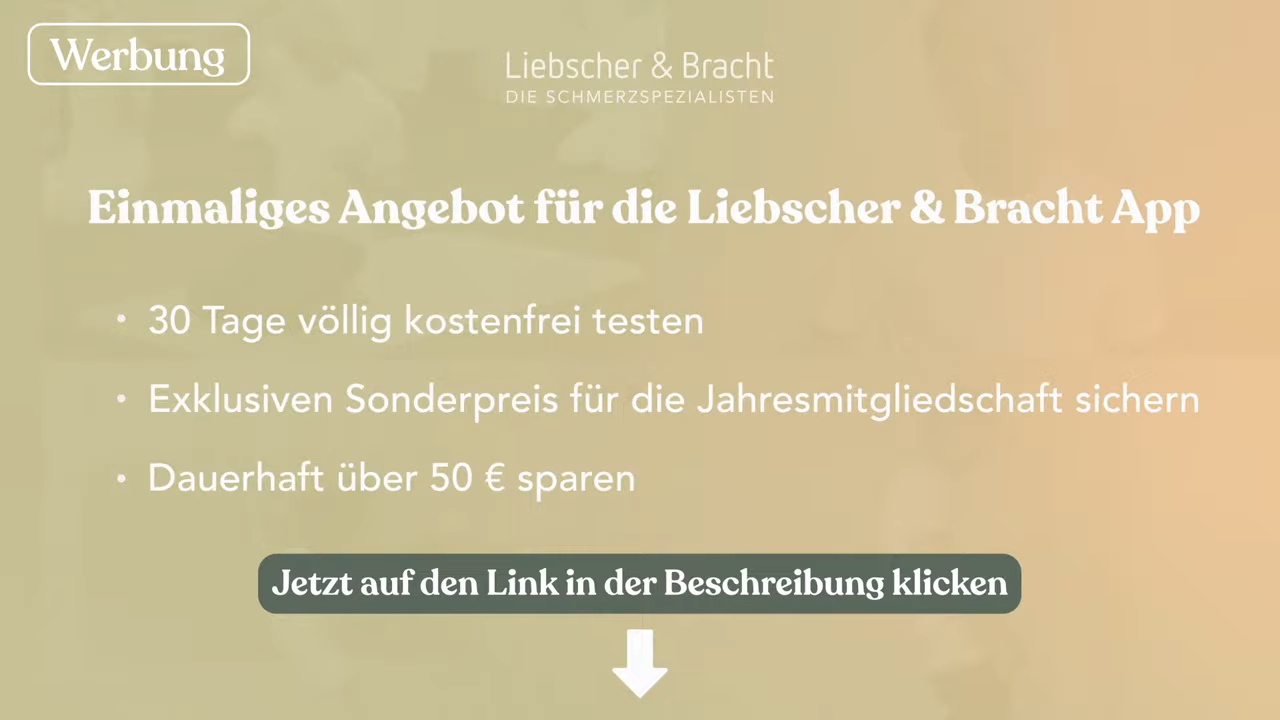 Werbung
Liebscher & Bracht
DIE SCHMERZSPEZIALISTEN
Einmaliges Angebot für die Liebscher & Bracht App
• 30 Tage völlig kostenfrei testen
• Exklusiven Sonderpreis für die Jahresmitgliedschaft sichern
• Dauerhaft über 50 € sparen
Jetzt auf den Link in der Beschreibung klicken